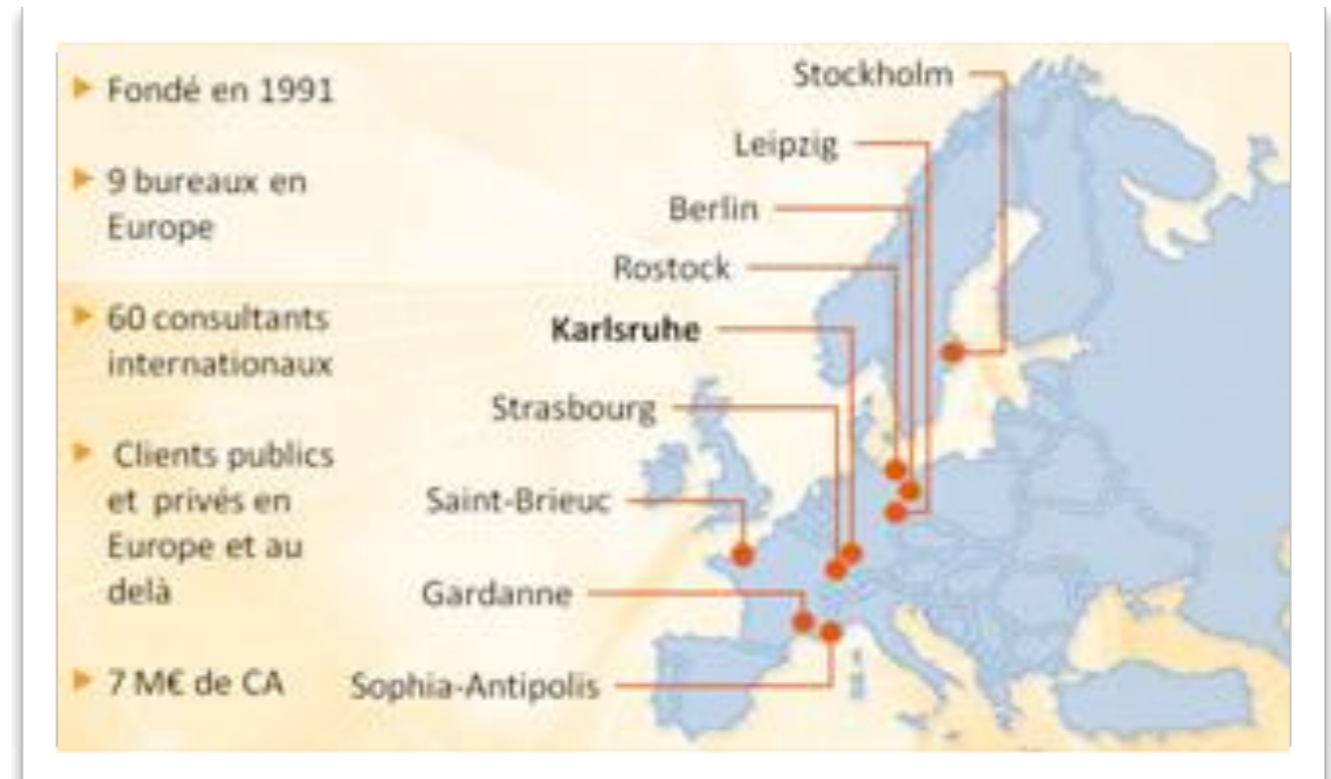 Fondé en 1991
9 bureaux en
Europe
60 consultants
internationaux
Clients publics
et privés en
Europe et au
delà
7 M€ de CA
Stockholm
Leipzig
Berlin
Rostock
Karlsruhe
Strasbourg
Saint-Brieuc
Gardanne
Sophia-Antipolis